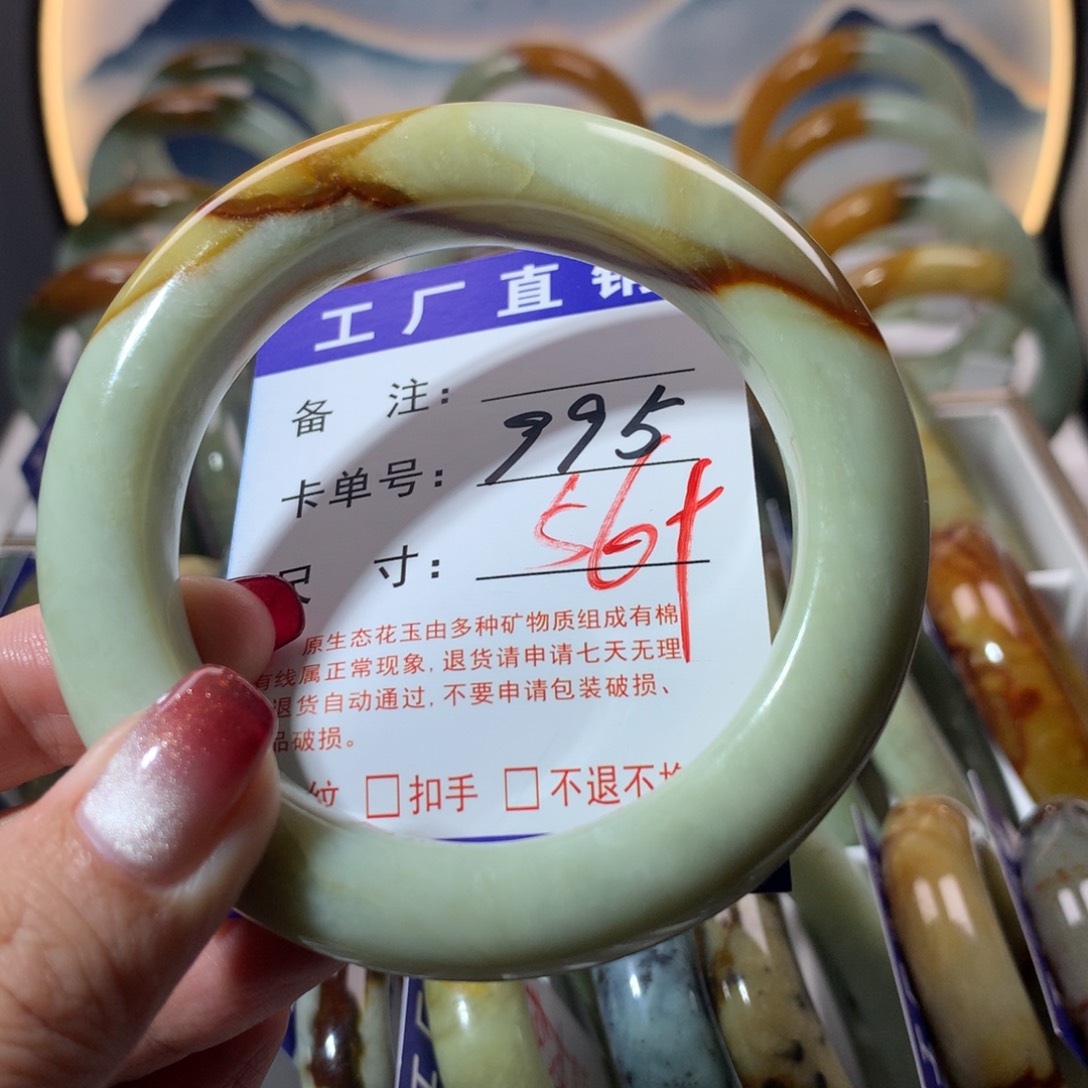 工厂直销
备 注：
995
卡单号：
56+
尺 寸：
原生态花玉由多种矿物质组成有棉
有线属正常现象，退货请申请七天无理
退货自动通过，不要申请包装破损、
品破损。
纹 □扣手 □不退不换